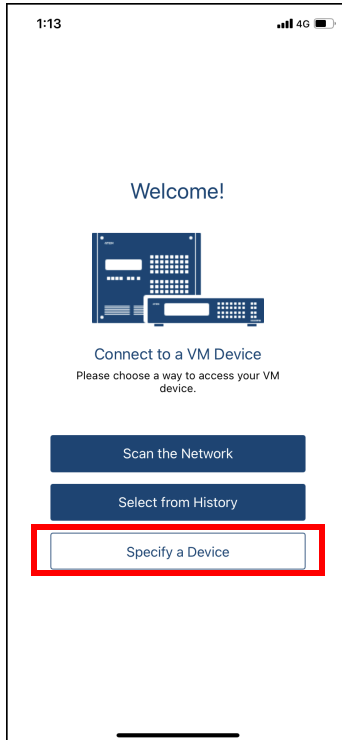 1:13
4G
Welcome!
Connect to a VM Device
Please choose a way to access your VM
device.
Scan the Network
Select from History
Specify a Device